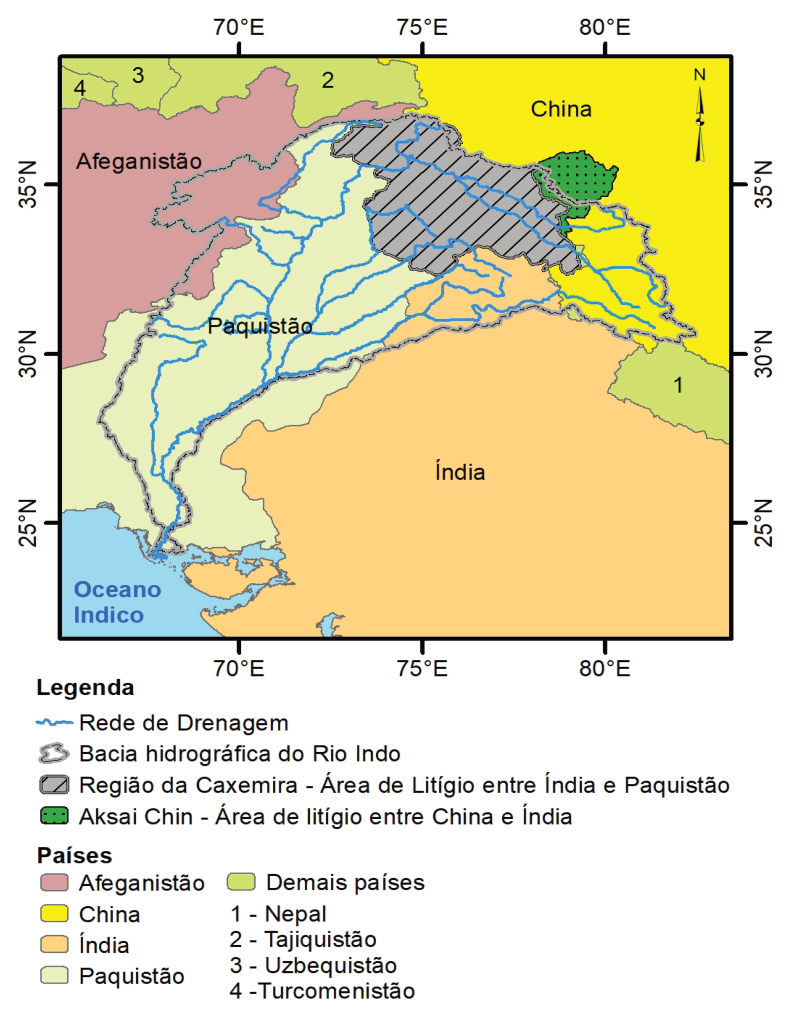 70°E 75°E 80°E
N
4 3 2
China
Afeganistão
35°N 35°N
Paquistão
30°N 30°N
1
Índia
25°N 25°N
Oceano
Indico
70°E 75°E 80°E
Legenda
Rede de Drenagem
Bacia hidrográfica do Rio Indo
Região da Caxemira - Área de Litígio entre Índia e Paquistão
Aksai Chin - Área de litígio entre China e Índia
Países
Afeganistão
China
Índia
Paquistão
Demais países
1 - Nepal
2 - Tajiquistão
3 - Uzbequistão
4 -Turcomenistão